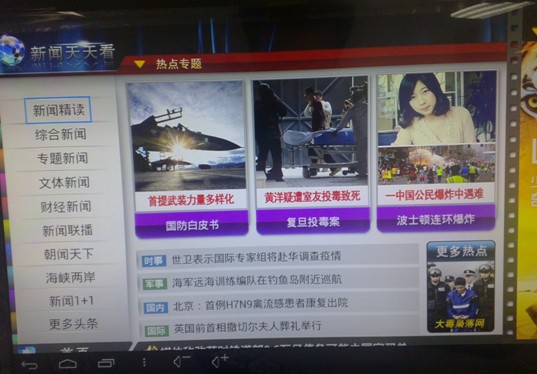 新闻天天看
热点专题
新闻精读
综合新闻
专题新闻
文体新闻
财经新闻
新闻联播
朝闻天下
海峡两岸
新闻1+1
更多头条
首提武装力量多样化
国防白皮书
黄洋疑遭室友投毒致死
复旦投毒案
一中国公民爆炸中遇难
波士顿连环爆炸
时事 世卫表示国际专家组将赴华调查疫情
军事 海军远海训练编队在钓鱼岛附近巡航
国内 北京：首例H7N9禽流感患者康复出院
国际 英国前首相撒切尔夫人葬礼举行
更多热点
大毒枭落网
首页